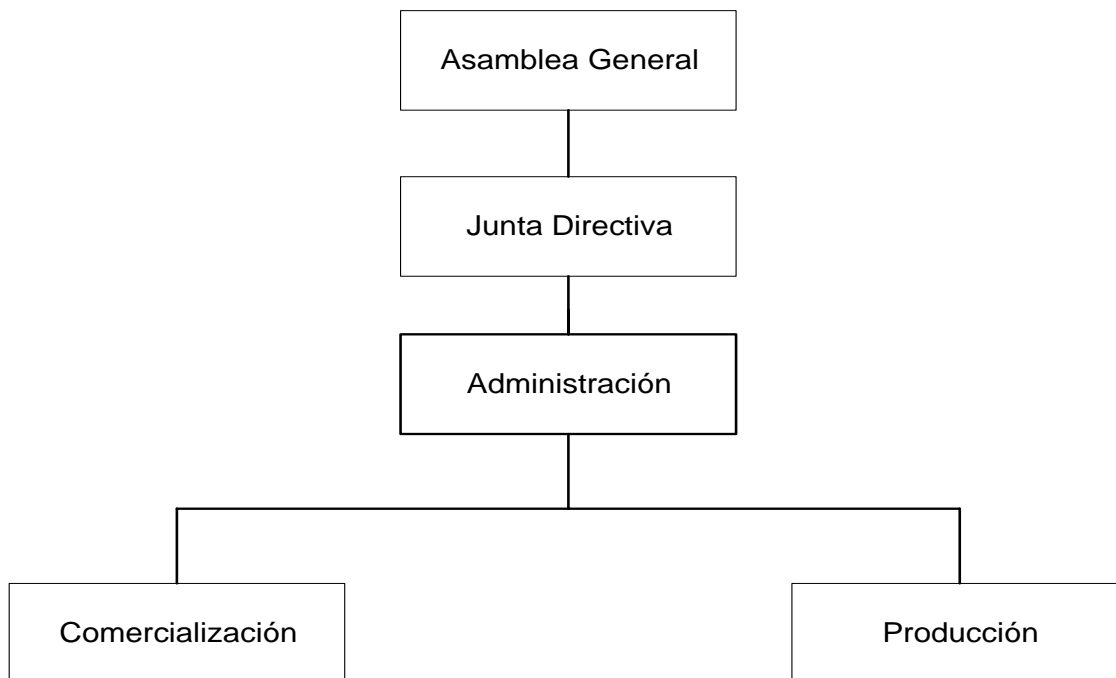 Asamblea General
Junta Directiva
Administración
Comercialización
Producción